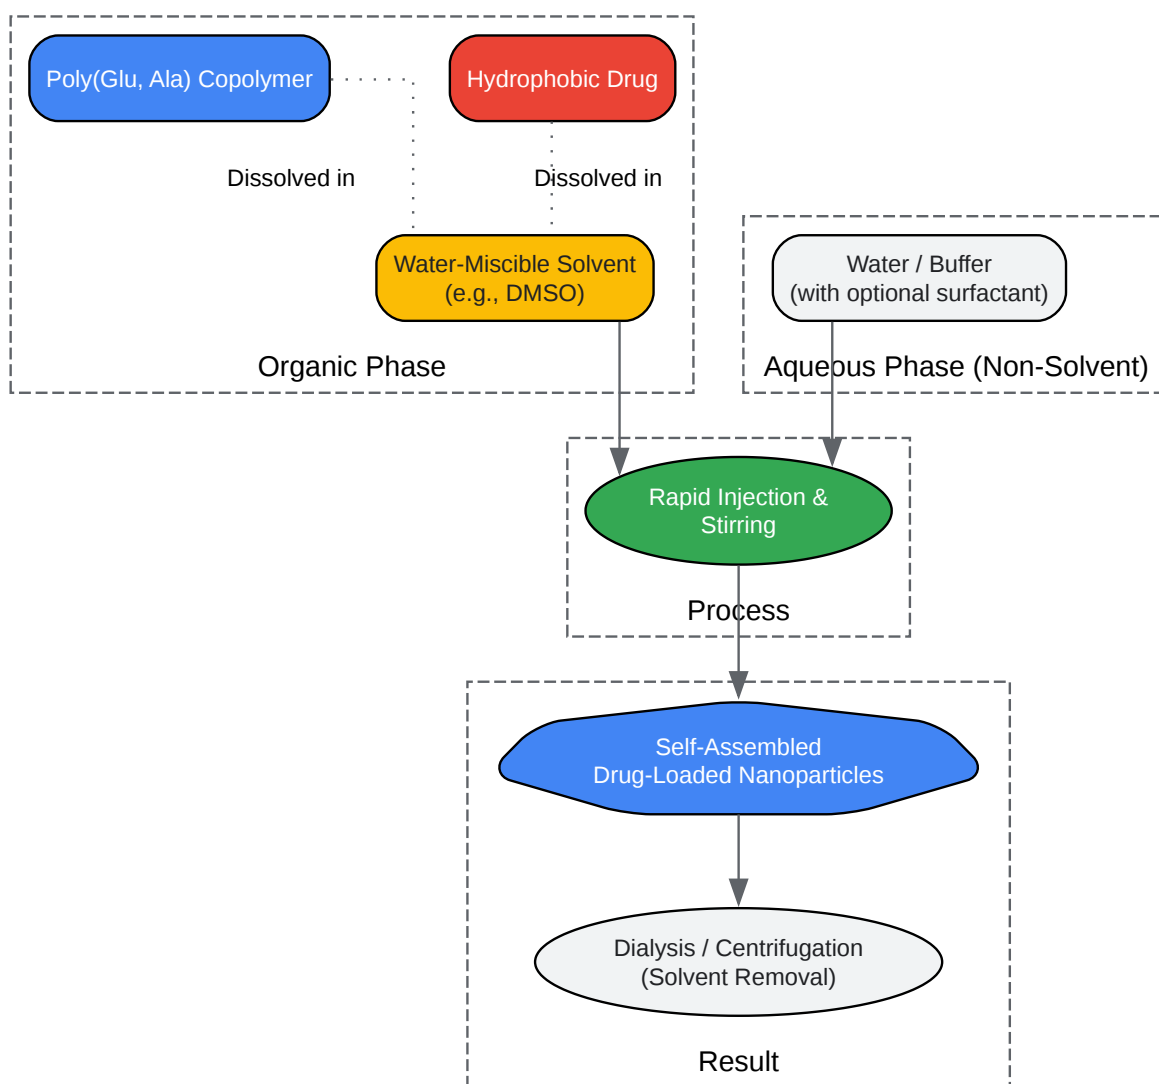 Poly(Glu, Ala) Copolymer
Hydrophobic Drug
Dissolved in
Dissolved in
Water-Miscible Solvent
(e.g., DMSO)
Organic Phase
Water / Buffer
(with optional surfactant)
Aqueous Phase (Non-Solvent)
Rapid Injection &
Stirring
Process
Self-Assembled
Drug-Loaded Nanoparticles
Dialysis / Centrifugation
(Solvent Removal)
Result